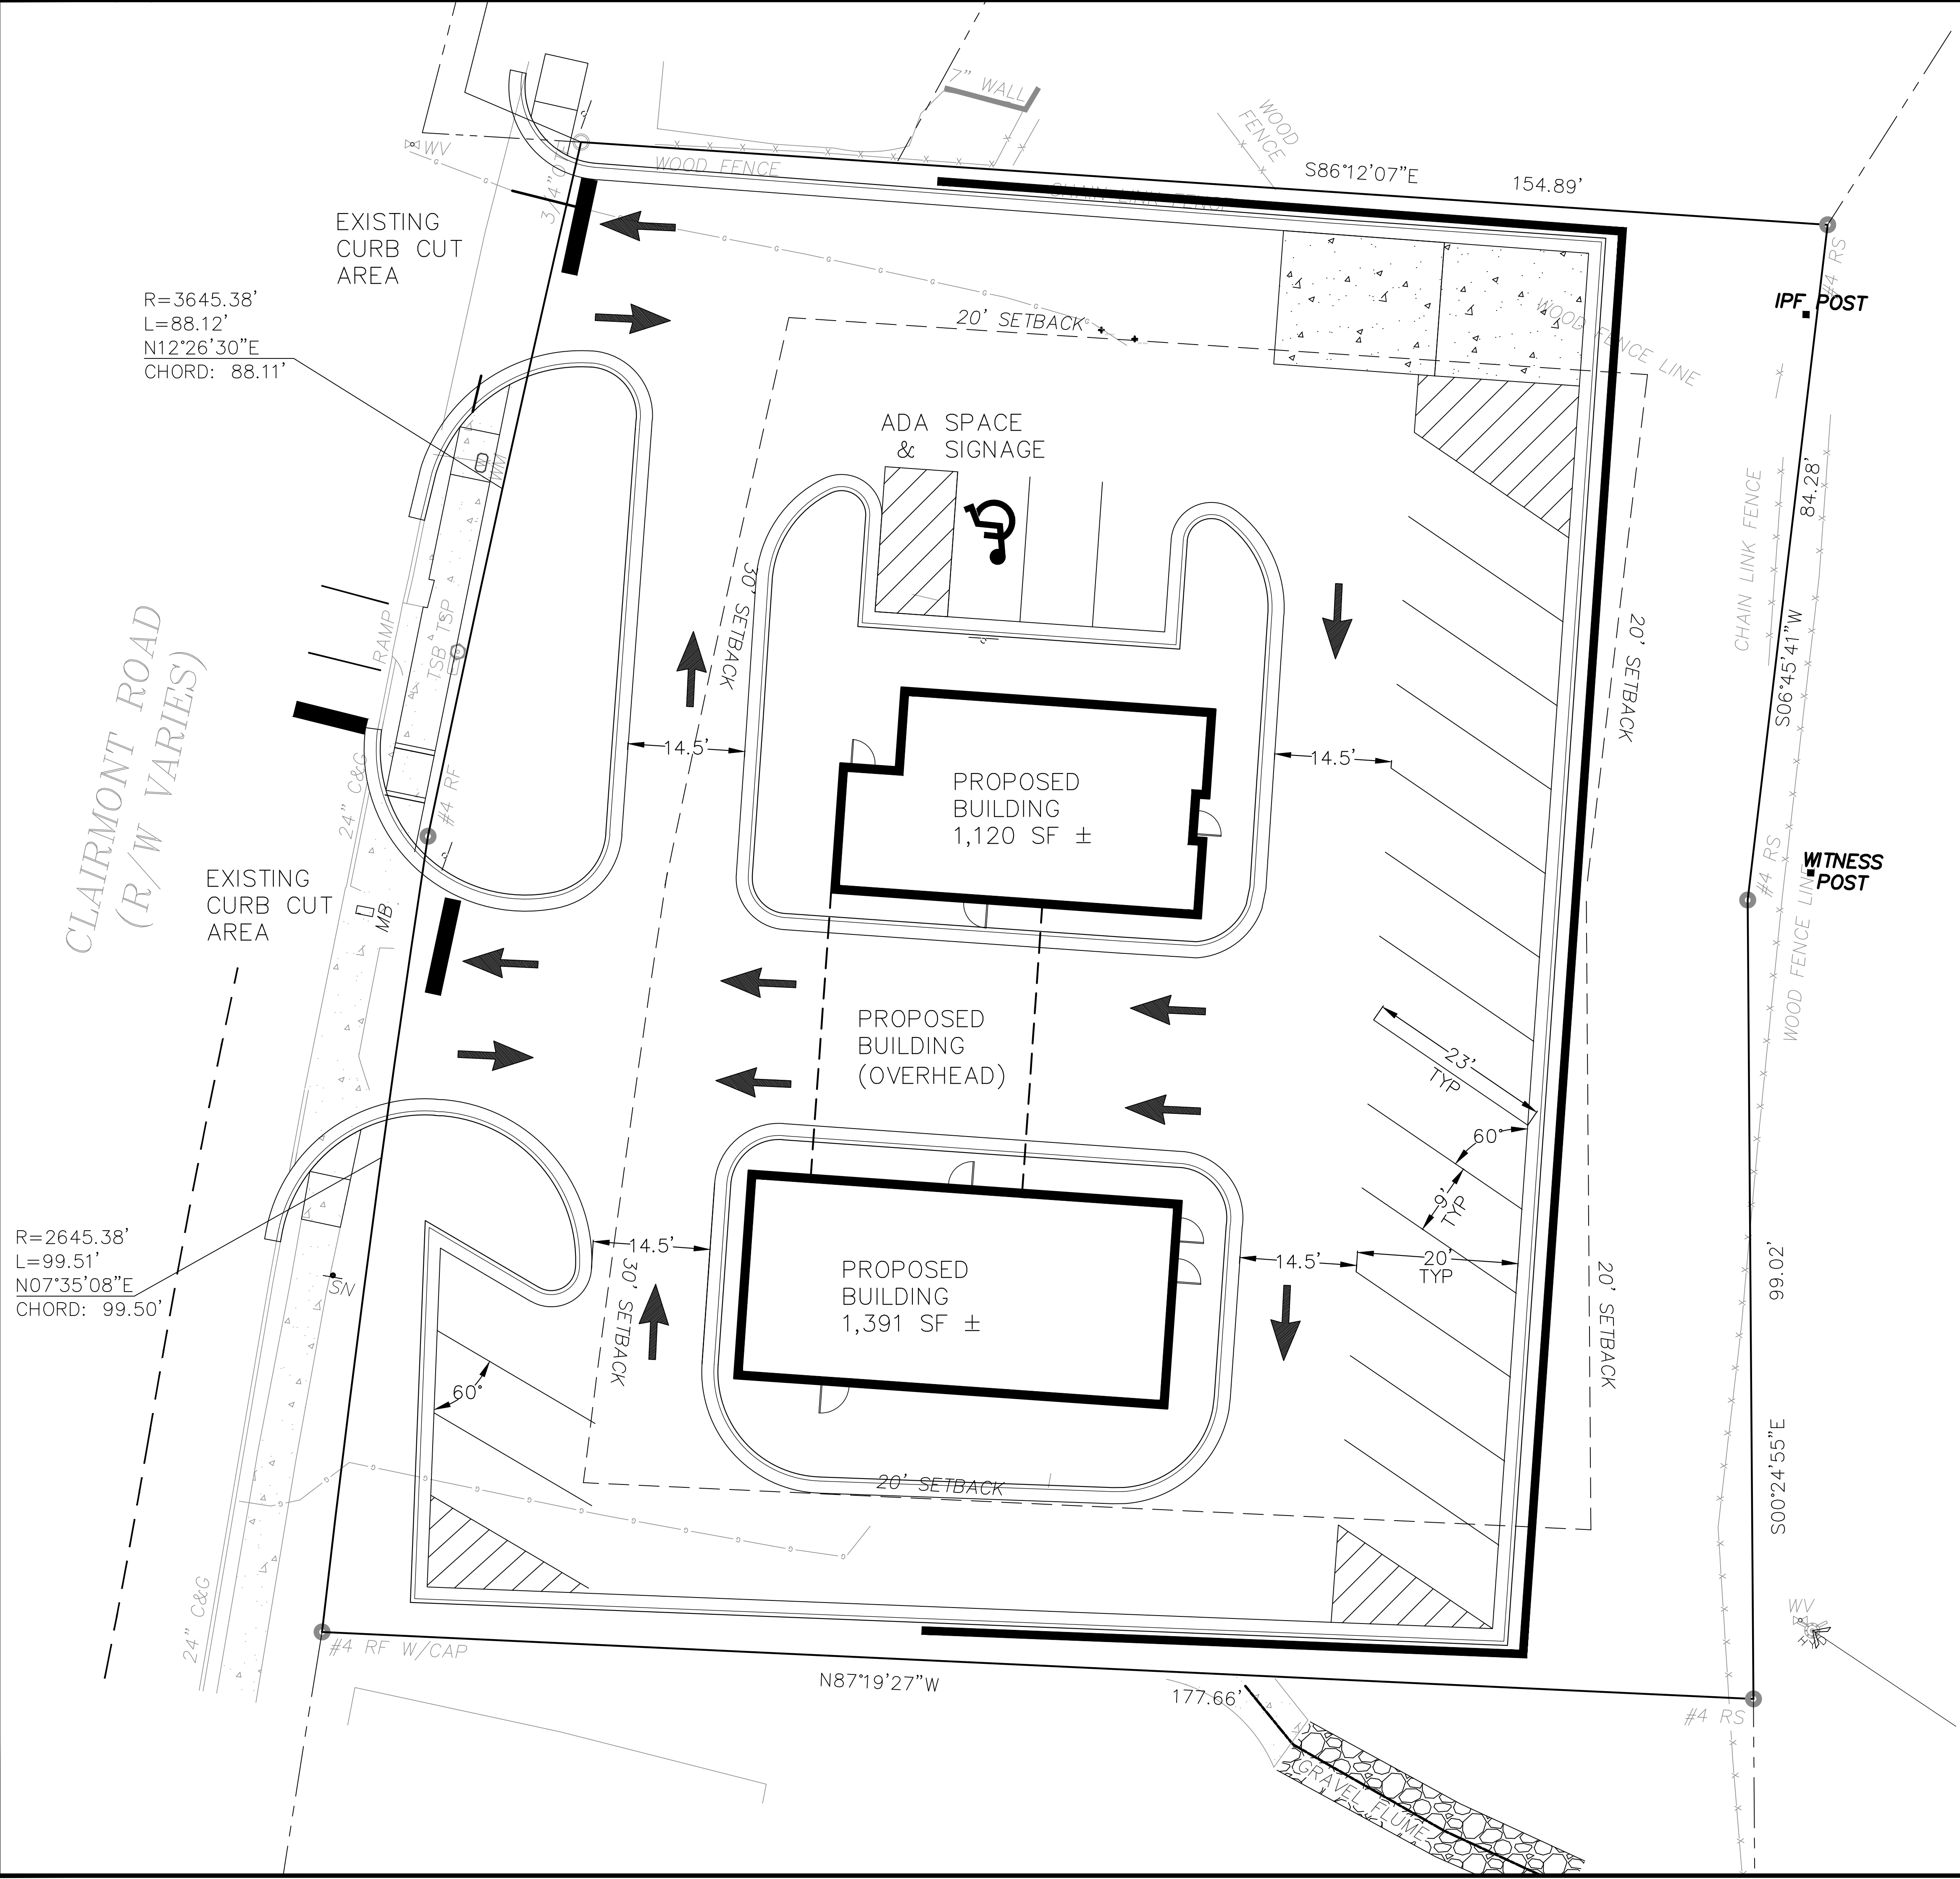 7" WALL
WOOD
FENCE
WV
WOOD FENCE
S86°12'07"E
154.89'
CHAIN LINK FENCE
EXISTING
CURB CUT
AREA
#4 RS
IPF POST
R=3645.38'
L=88.12'
N12°26'30"E
CHORD: 88.11'
20' SETBACK
WOOD FENCE LINE
ADA SPACE
& SIGNAGE
WM
CHAIN LINK FENCE
84.28'
S06°45'41"W
30' SETBACK
20' SETBACK
CLAIRMONT ROAD
(R/W VARIES)
RAMP
TSB
TSP
14.5'
14.5'
24" C&G
#4 RF
PROPOSED
BUILDING
1,120 SF ±
EXISTING
CURB CUT
AREA
MB
#4 RS
WITNESS
POST
WOOD FENCE LINE
PROPOSED
BUILDING
(OVERHEAD)
23'
TYP
60°
9'
TYP
R=2645.38'
L=99.51'
N07°35'08"E
CHORD: 99.50'
SN
14.5'
14.5'
20'
TYP
PROPOSED
BUILDING
1,391 SF ±
30' SETBACK
20' SETBACK
99.02'
S00°24'55"E
60°
20' SETBACK
24" C&G
#4 RF W/CAP
N87°19'27"W
177.66'
#4 RS
WV
GRAVEL FLUME